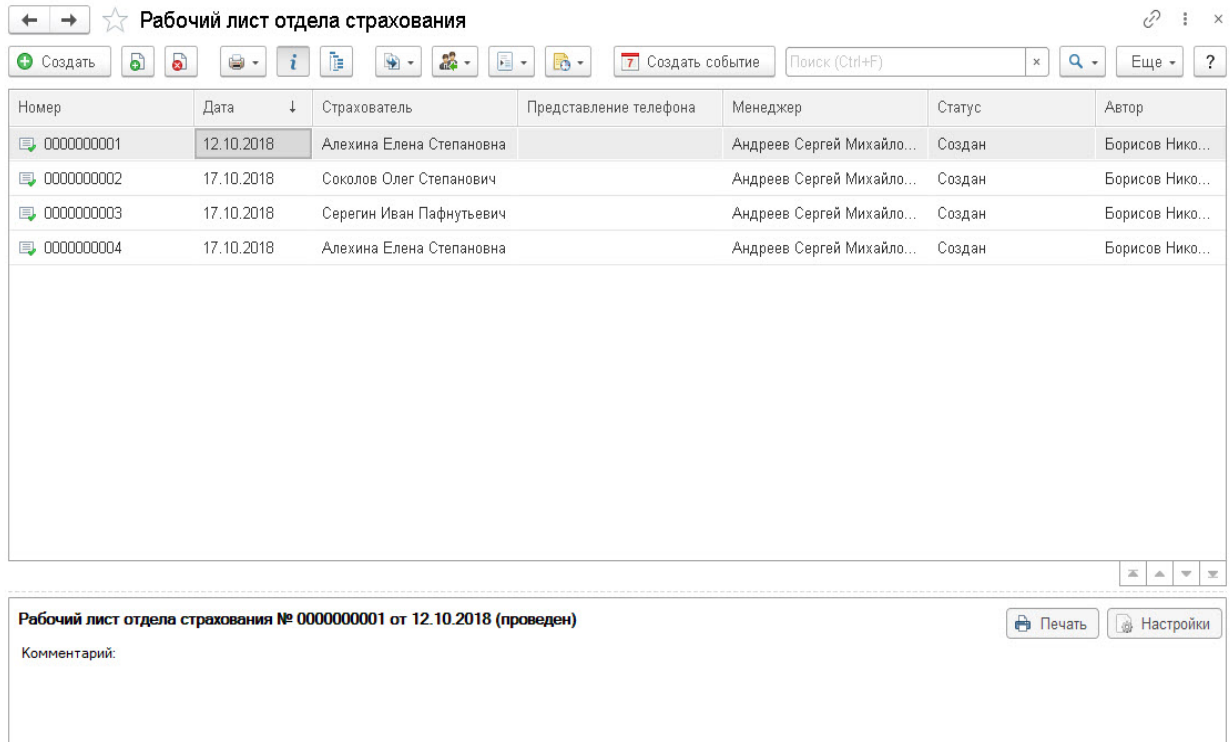 Рабочий лист отдела страхования
Создать 7 Создать событие Поиск (Ctrl+F) × Еще ?
Номер Дата ↓ Страхователь Представление телефона Менеджер Статус Автор
0000000001 12.10.2018 Алехина Елена Степановна Андреев Сергей Михайло... Создан Борисов Нико...
0000000002 17.10.2018 Соколов Олег Степанович Андреев Сергей Михайло... Создан Борисов Нико...
0000000003 17.10.2018 Серегин Иван Пафнутьевич Андреев Сергей Михайло... Создан Борисов Нико...
0000000004 17.10.2018 Алехина Елена Степановна Андреев Сергей Михайло... Создан Борисов Нико...
Рабочий лист отдела страхования № 0000000001 от 12.10.2018 (проведен) Печать Настройки
Комментарий: